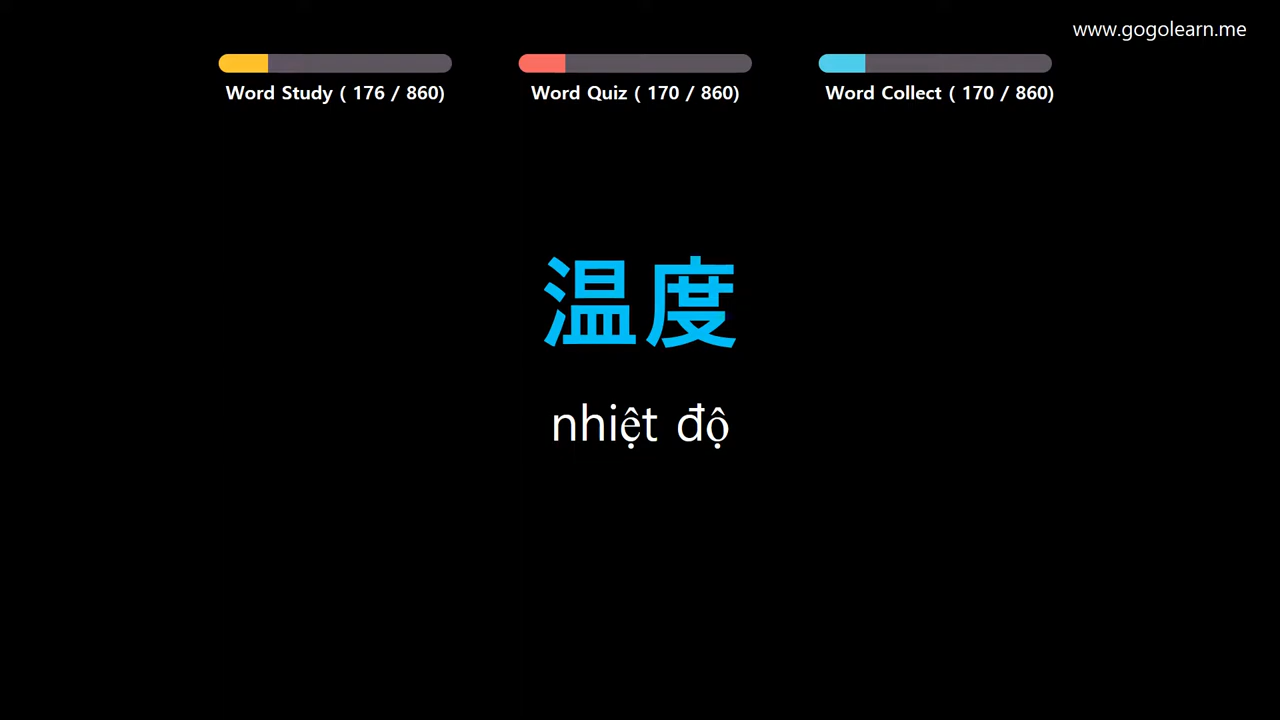 www.gogolearn.me
Word Study ( 176 / 860)
Word Quiz ( 170 / 860)
Word Collect ( 170 / 860)
温度
nhiệt độ